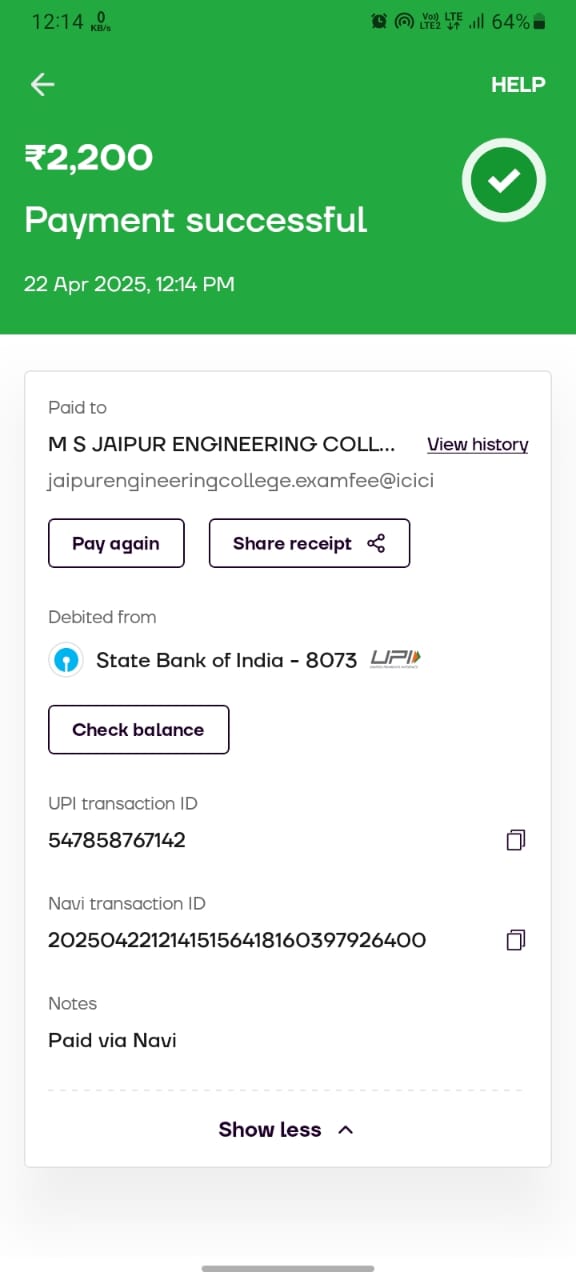 12:14 0 KB/s Vo)) LTE2 LTE 64%
HELP
₹2,200
Payment successful
22 Apr 2025, 12:14 PM
Paid to
M S JAIPUR ENGINEERING COLL... View history
jaipurengineeringcollege.examfee@icici
Pay again Share receipt
Debited from
State Bank of India - 8073 UPI
Check balance
UPI transaction ID
547858767142
Navi transaction ID
20250422121415156418160397926400
Notes
Paid via Navi
Show less